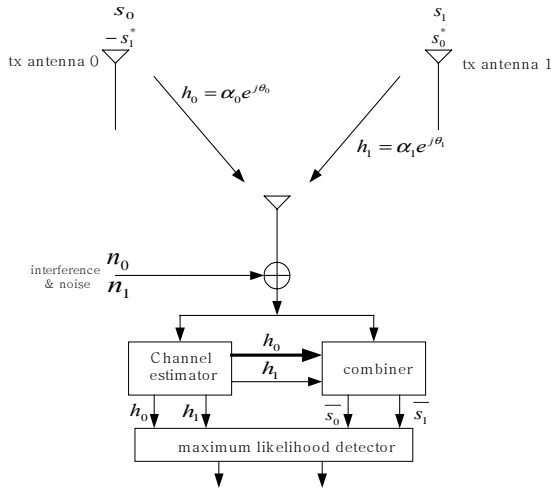 s₀
− s₁*
tx antenna 0
s₁
s₀*
tx antenna 1
h₀ = α₀e^{jθ₀}
h₁ = α₁e^{jθ₁}
interference
& noise
n₀
n₁
Channel
estimator
h₀
h₁
combiner
h₀
h₁
s̅₀
s̅₁
maximum likelihood detector